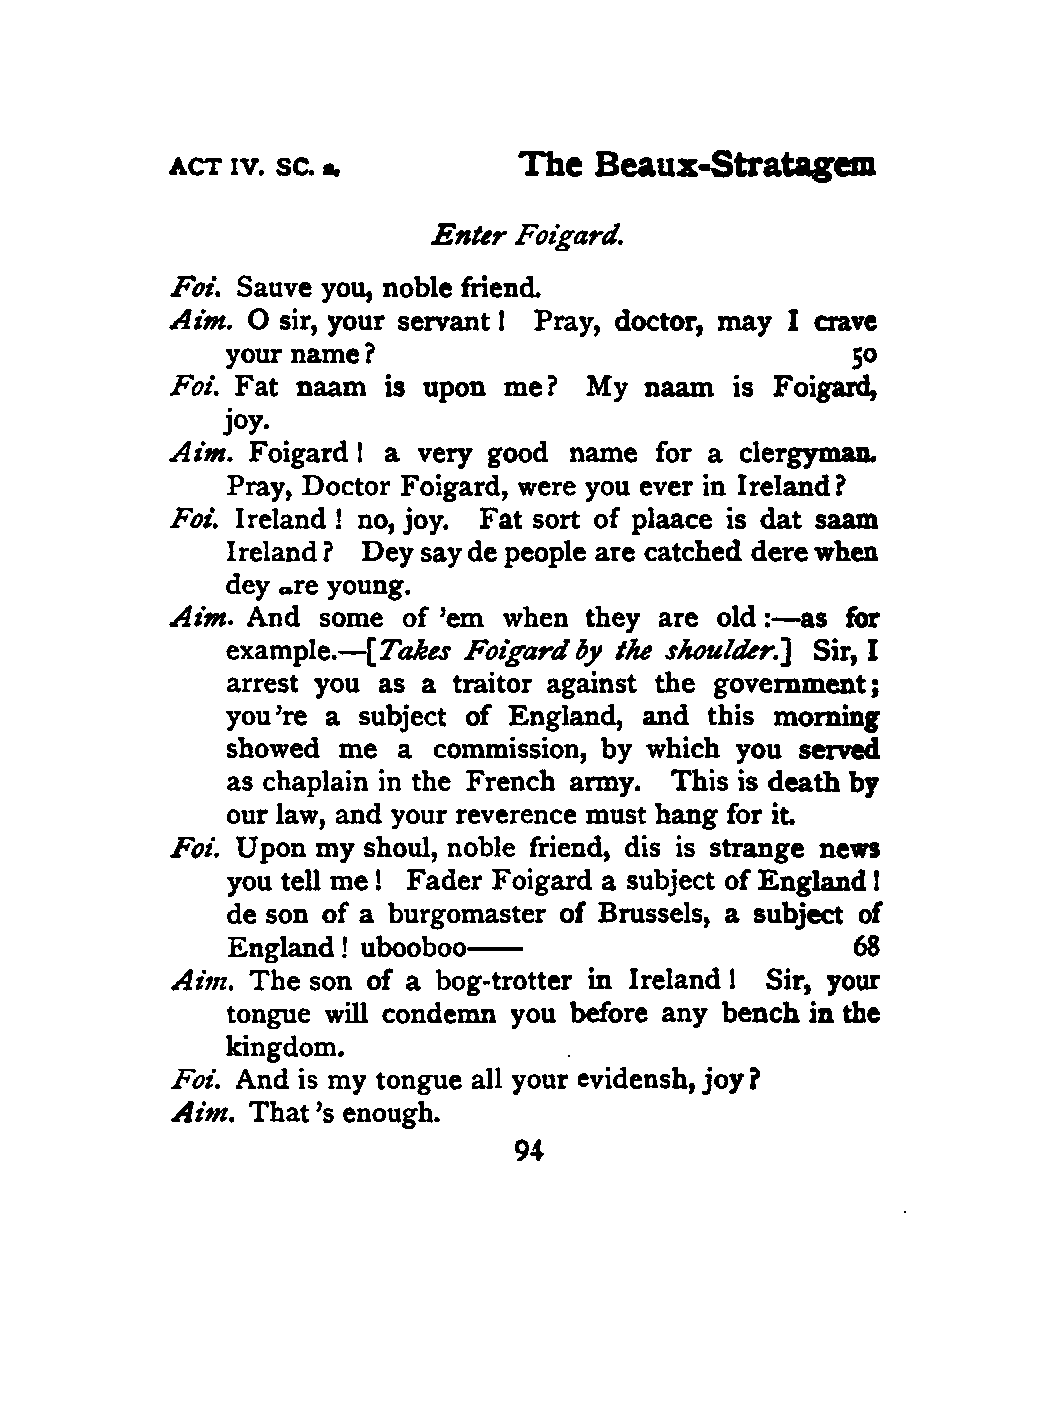 ACT IV. SC. 2. The Beaux-Stratagem
Enter Foigard.
Foi. Sauve you, noble friend.
Aim. O sir, your servant! Pray, doctor, may I crave
your name? 50
Foi. Fat naam is upon me? My naam is Foigard,
joy.
Aim. Foigard! a very good name for a clergyman.
Pray, Doctor Foigard, were you ever in Ireland?
Foi. Ireland! no, joy. Fat sort of plaace is dat saam
Ireland? Dey say de people are catched dere when
dey are young.
Aim. And some of 'em when they are old:—as for
example.—[Takes Foigard by the shoulder.] Sir, I
arrest you as a traitor against the government;
you're a subject of England, and this morning
showed me a commission, by which you served
as chaplain in the French army. This is death by
our law, and your reverence must hang for it.
Foi. Upon my shoul, noble friend, dis is strange news
you tell me! Fader Foigard a subject of England!
de son of a burgomaster of Brussels, a subject of
England! ubooboo—— 68
Aim. The son of a bog-trotter in Ireland! Sir, your
tongue will condemn you before any bench in the
kingdom.
Foi. And is my tongue all your evidensh, joy?
Aim. That's enough.
94